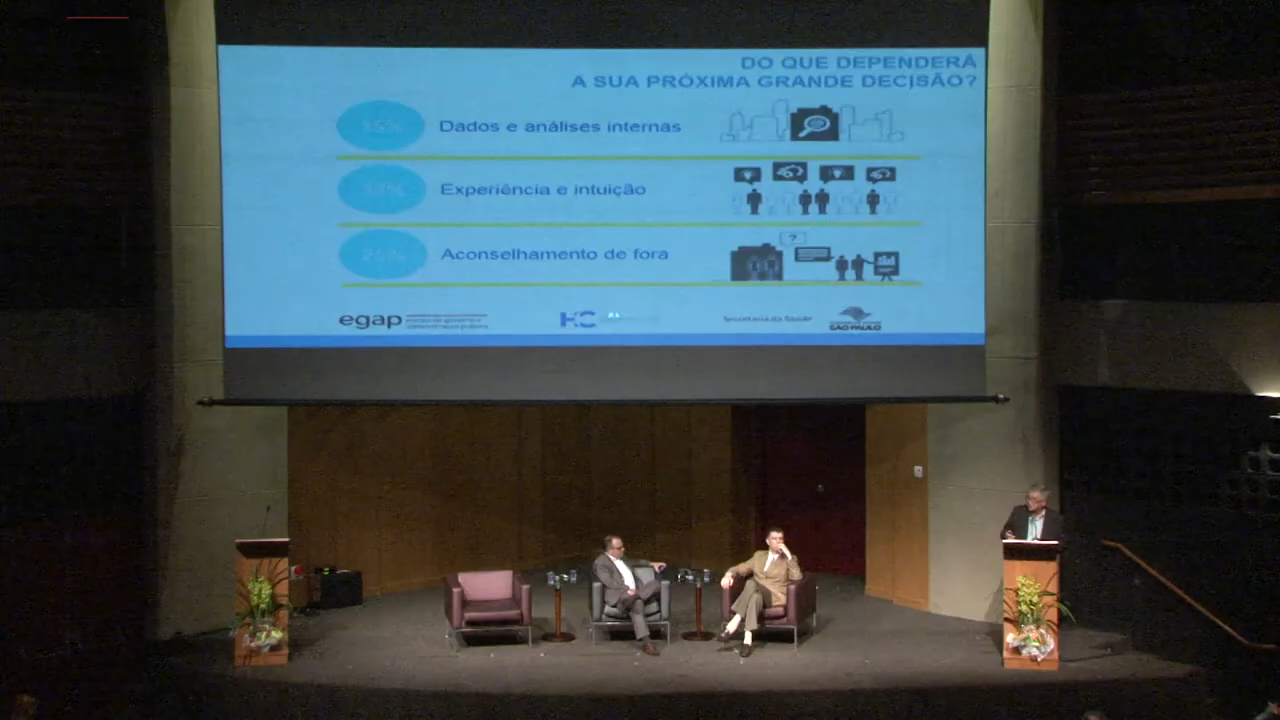 DO QUE DEPENDERÁ
A SUA PRÓXIMA GRANDE DECISÃO?
Dados e análises internas
Experiência e intuição
?
Aconselhamento de fora
egap
HC
Secretaria da Saúde
SÃO PAULO